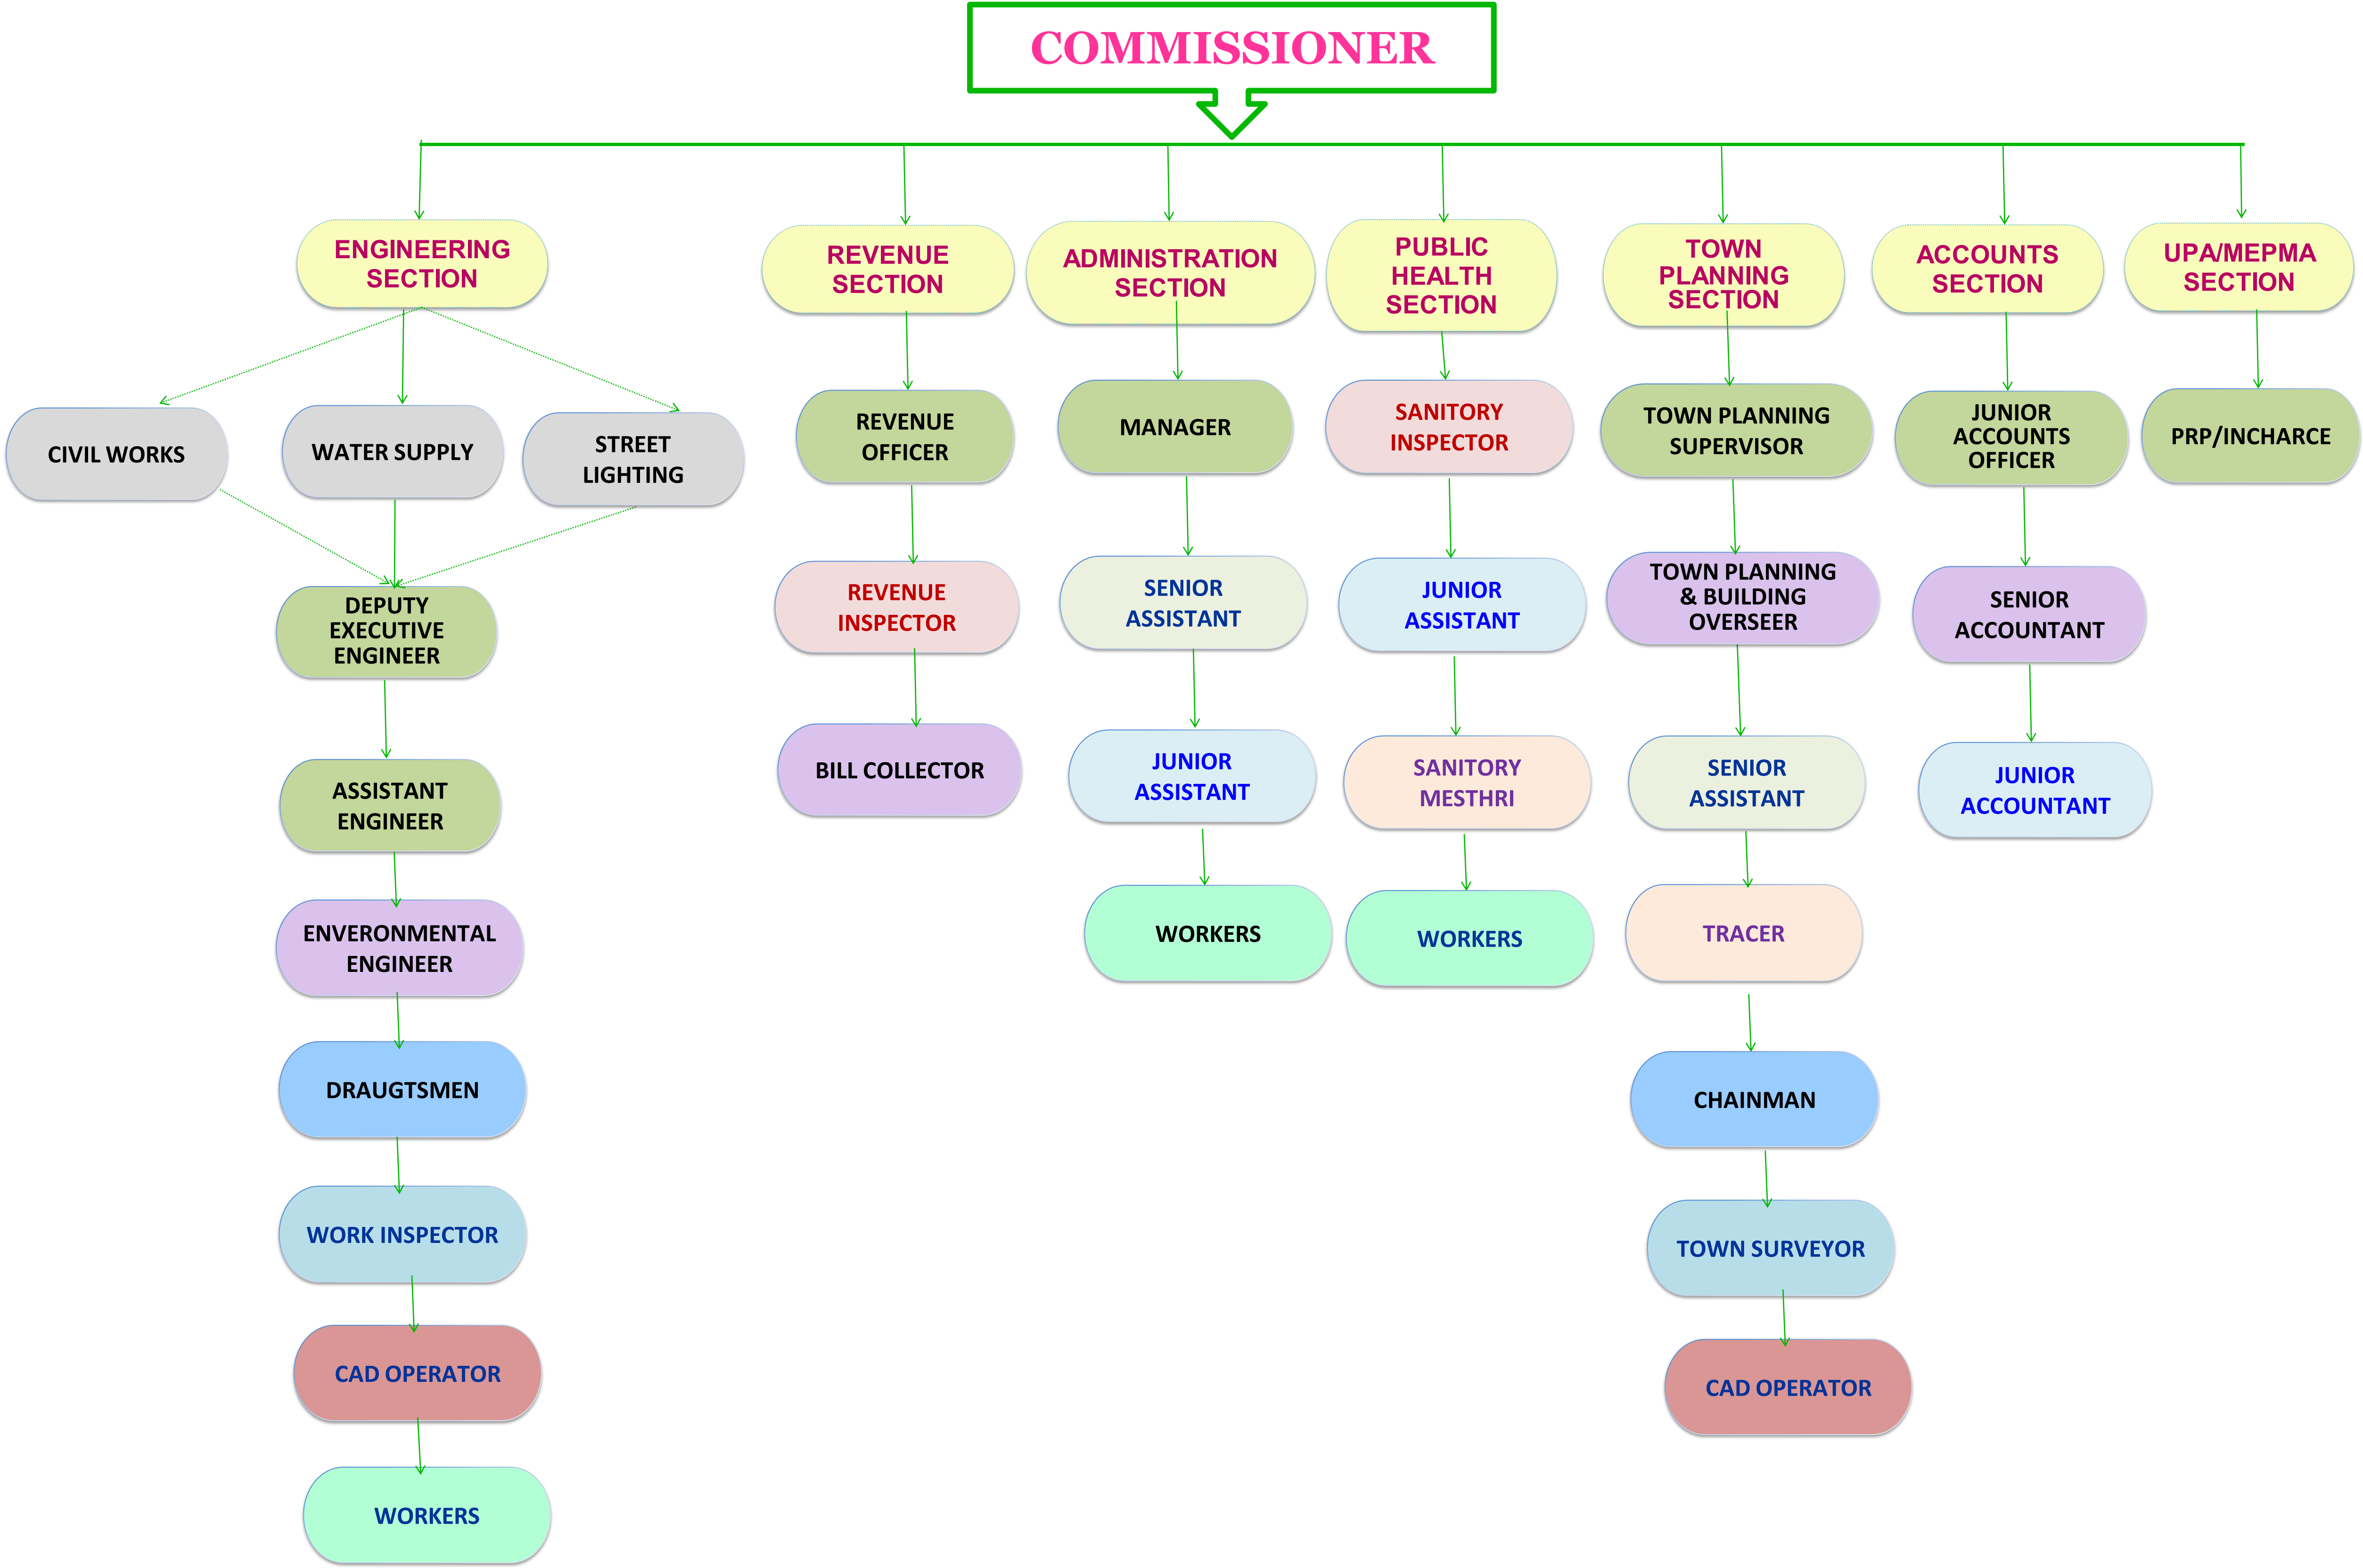 COMMISSIONER
ENGINEERING
SECTION
REVENUE
SECTION
ADMINISTRATION
SECTION
PUBLIC
HEALTH
SECTION
TOWN
PLANNING
SECTION
ACCOUNTS
SECTION
UPA/MEPMA
SECTION
CIVIL WORKS
WATER SUPPLY
STREET
LIGHTING
REVENUE
OFFICER
MANAGER
SANITORY
INSPECTOR
TOWN PLANNING
SUPERVISOR
JUNIOR
ACCOUNTS
OFFICER
PRP/INCHARCE
DEPUTY
EXECUTIVE
ENGINEER
REVENUE
INSPECTOR
SENIOR
ASSISTANT
JUNIOR
ASSISTANT
TOWN PLANNING
& BUILDING
OVERSEER
SENIOR
ACCOUNTANT
ASSISTANT
ENGINEER
BILL COLLECTOR
JUNIOR
ASSISTANT
SANITORY
MESTHRI
SENIOR
ASSISTANT
JUNIOR
ACCOUNTANT
ENVERONMENTAL
ENGINEER
WORKERS
WORKERS
TRACER
DRAUGTSMEN
CHAINMAN
WORK INSPECTOR
TOWN SURVEYOR
CAD OPERATOR
CAD OPERATOR
WORKERS